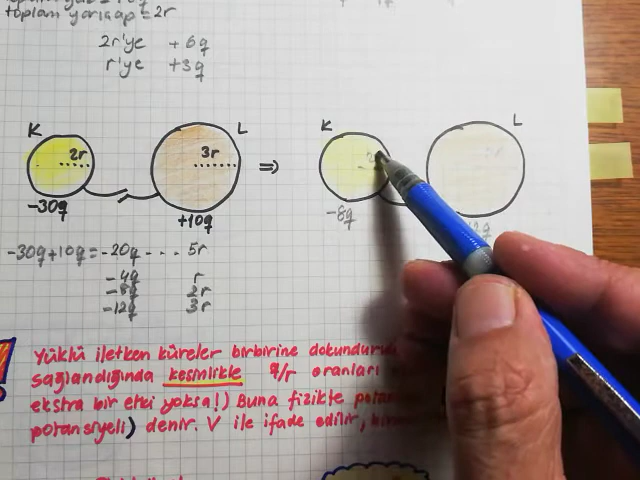 toplam yarıçap = 2r
2r'ye +6q
r'ye +3q
K L
2r 3r
⇒
-30q +10q
K L
-8q
-30q+10q = -20q ... 5r
-4q r
-8q 2r
-12q 3r
Yüklü iletken küreler birbirine
sağlandığında kesinlikle q/r oranları
ekstra bir etki yoksa!) Buna fizikte
potansiyeli) denir. V ile ifade edilir,